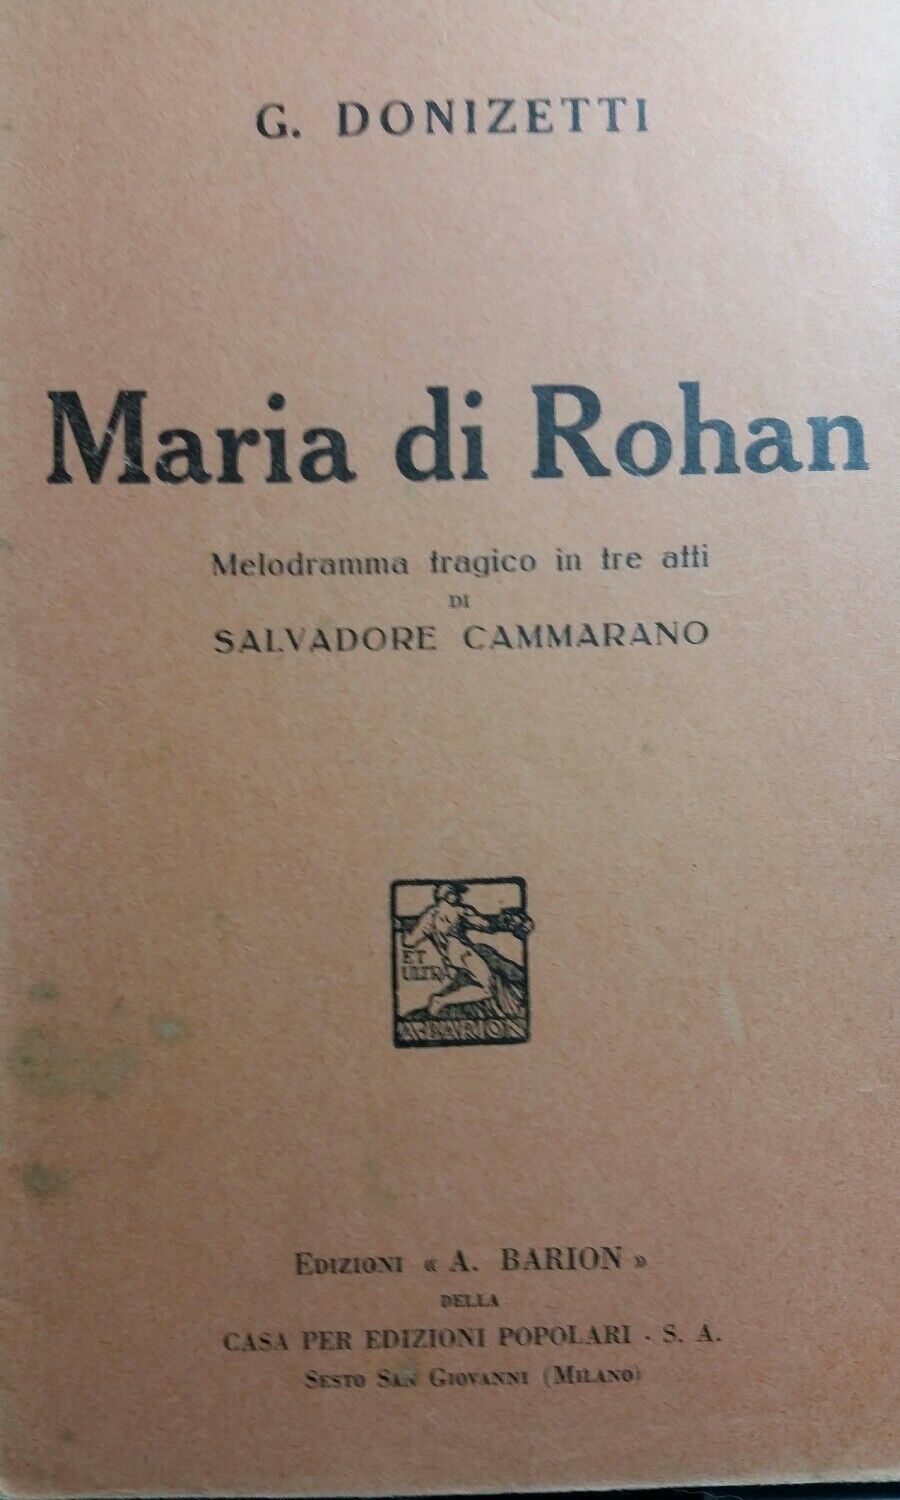 G. DONIZETTI
Maria di Rohan
Melodramma tragico in tre atti
DI
SALVADORE CAMMARANO
ET
ULTRA
A·BARION
EDIZIONI « A. BARION »
DELLA
CASA PER EDIZIONI POPOLARI - S. A.
SESTO SAN GIOVANNI (MILANO)